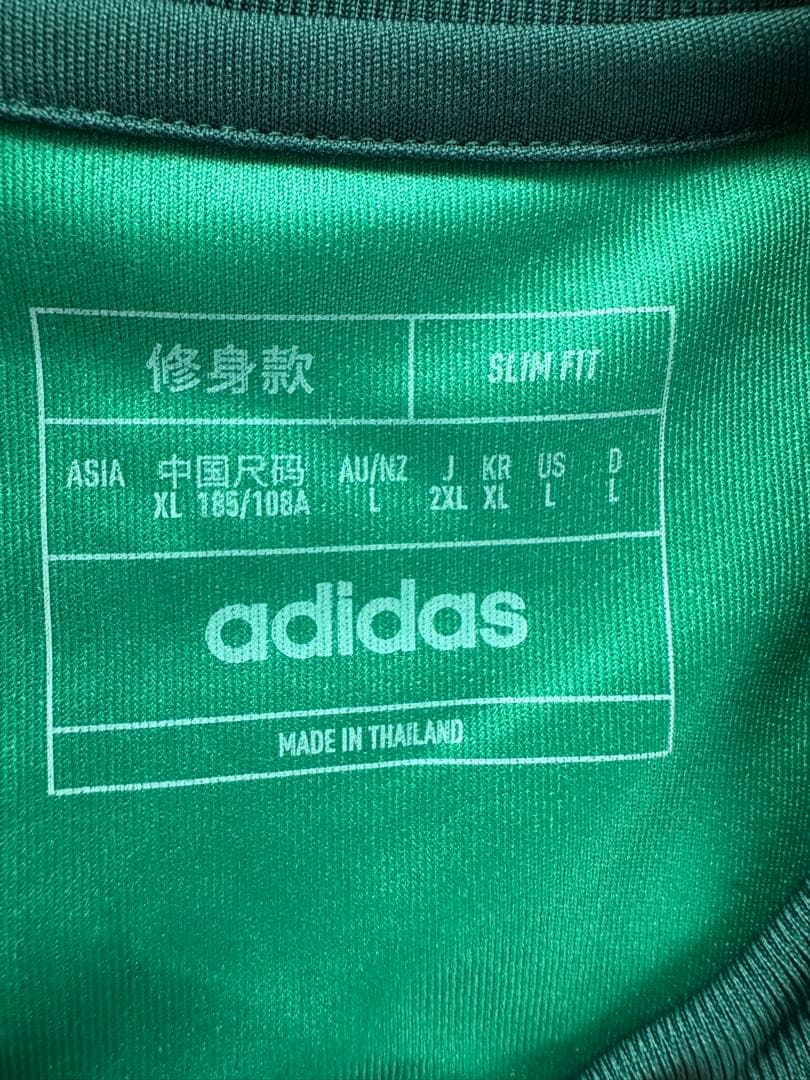 修身款 SLIM FIT
ASIA 中国尺码 AU/NZ J KR US D
XL 185/108A L 2XL XL L L
adidas
MADE IN THAILAND